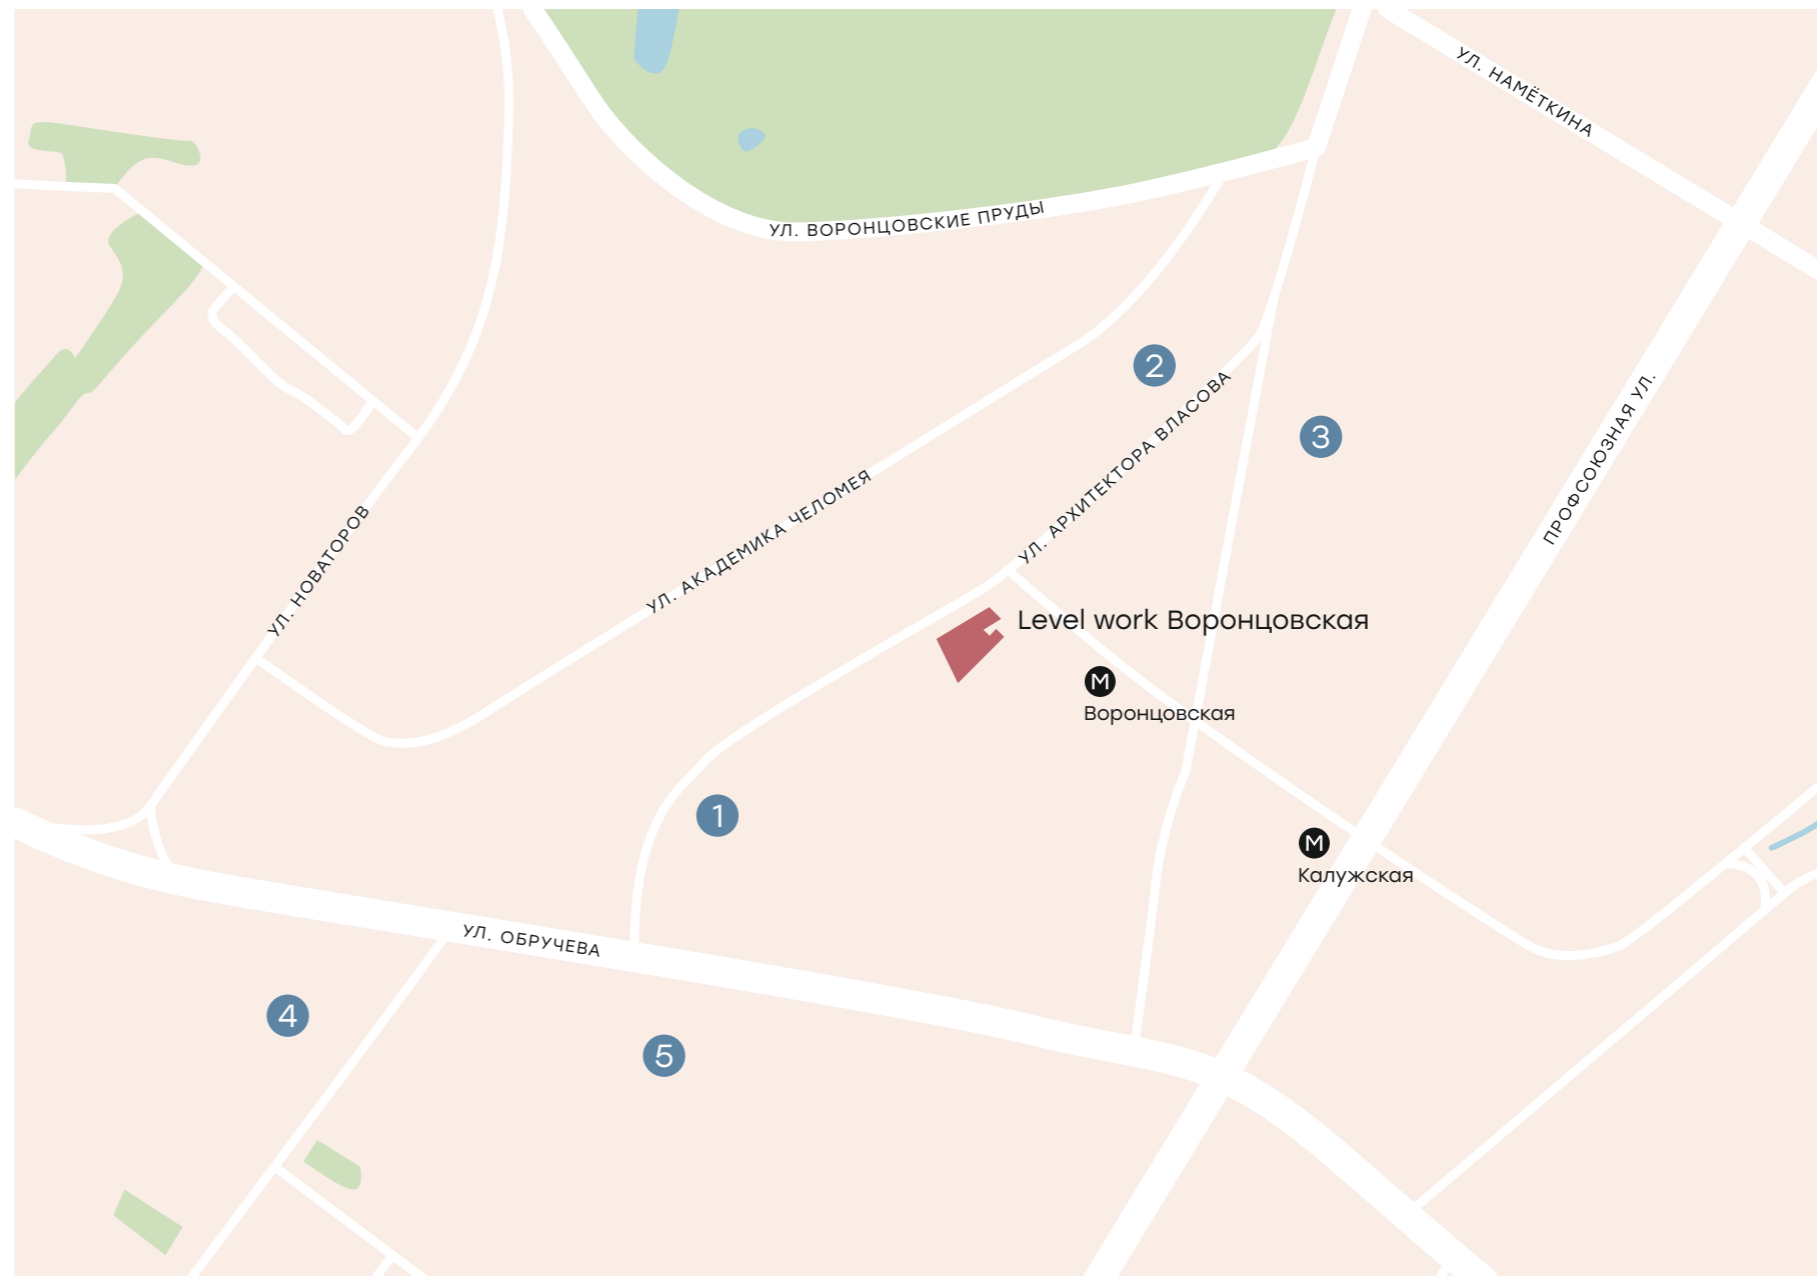 УЛ. НАМЁТКИНА
УЛ. ВОРОНЦОВСКИЕ ПРУДЫ
2
3
УЛ. АРХИТЕКТОРА ВЛАСОВА
ПРОФСОЮЗНАЯ УЛ.
УЛ. АКАДЕМИКА ЧЕЛОМЕЯ
УЛ. НОВАТОРОВ
Level work Воронцовская
М
Воронцовская
1
М
Калужская
УЛ. ОБРУЧЕВА
4
5